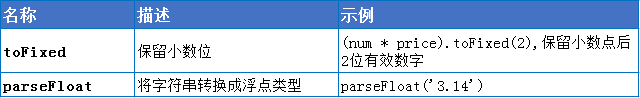 名称 描述 示例
toFixed 保留小数位 (num * price).toFixed(2),保留小数点后
2位有效数字
parseFloat 将字符串转换成浮点类型 parseFloat('3.14')